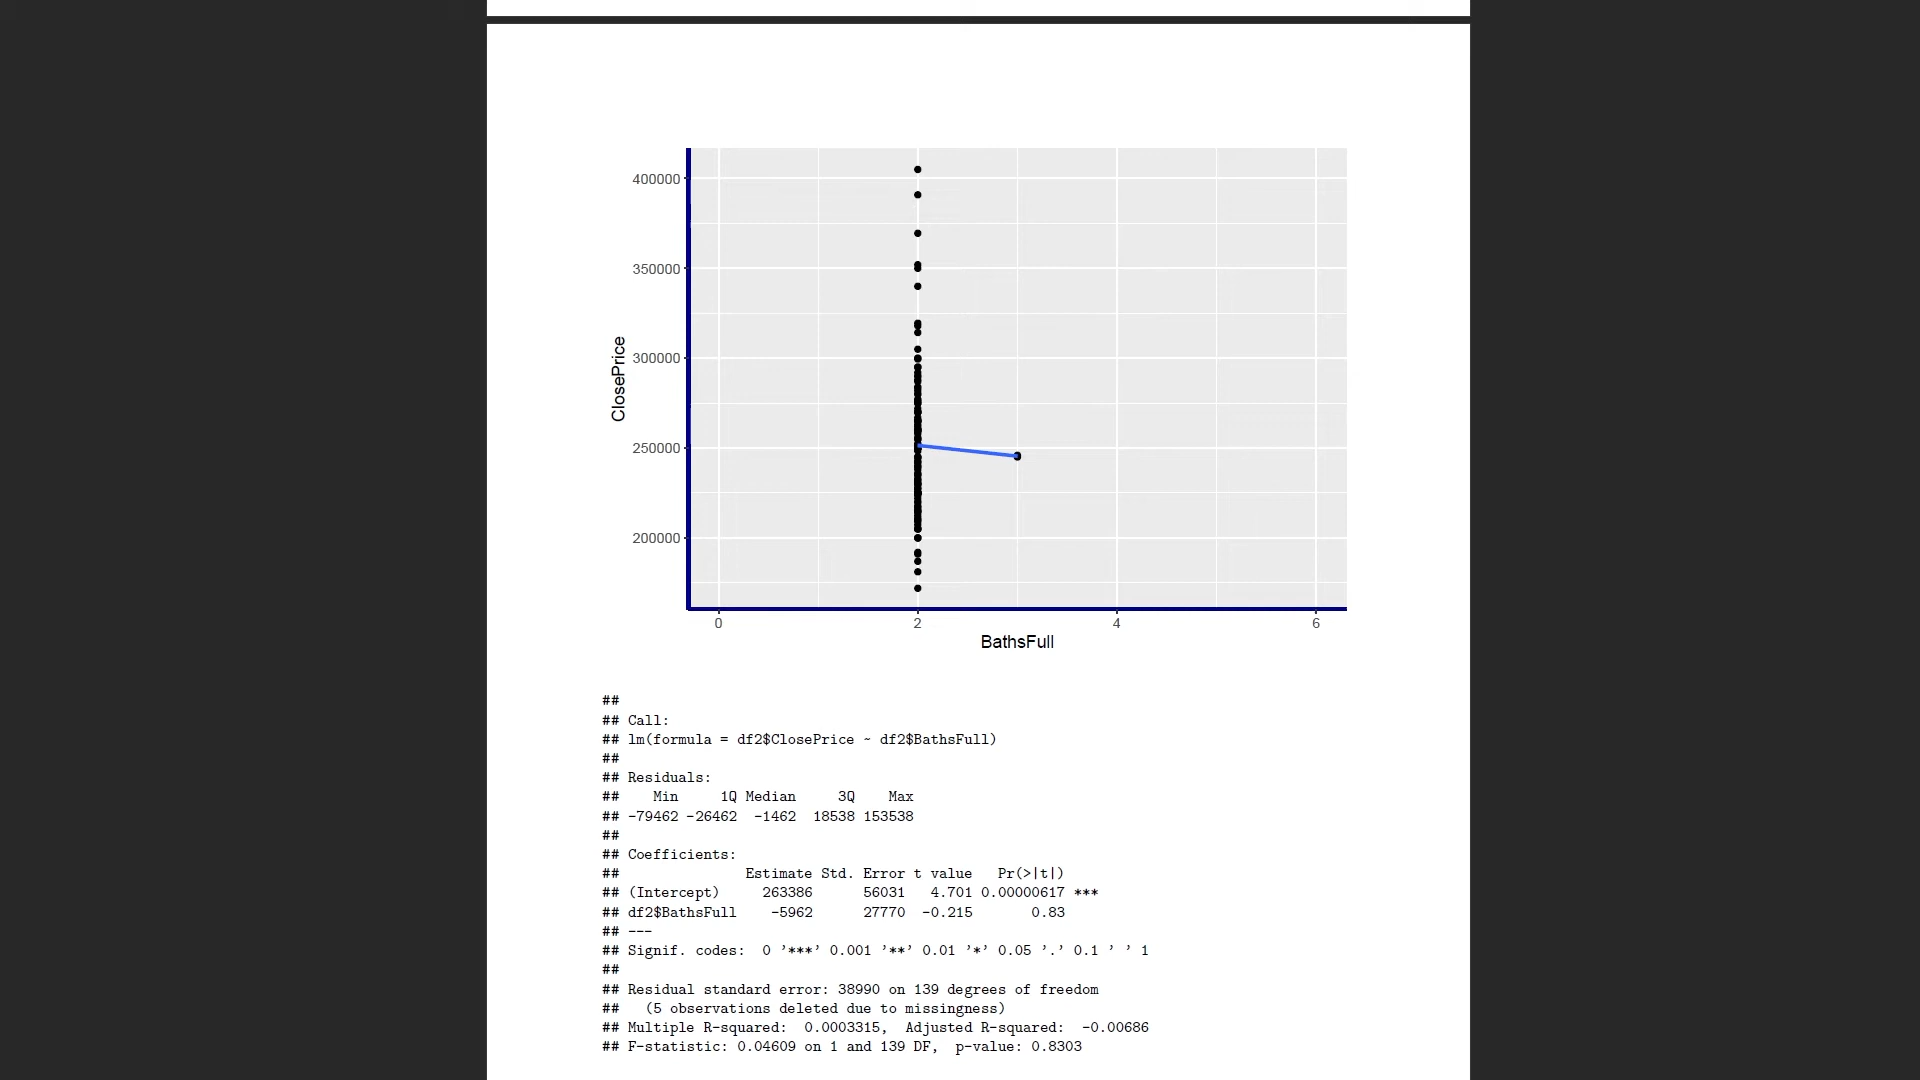 400000
350000
300000
250000
200000
ClosePrice
0 2 4 6
BathsFull
##
## Call:
## lm(formula = df2$ClosePrice ~ df2$BathsFull)
##
## Residuals:
##    Min     1Q Median     3Q    Max
## -79462 -26462  -1462  18538 153538
##
## Coefficients:
##               Estimate Std. Error t value   Pr(>|t|)
## (Intercept)     263386      56031   4.701 0.00000617 ***
## df2$BathsFull    -5962      27770  -0.215       0.83
## ---
## Signif. codes:  0 '***' 0.001 '**' 0.01 '*' 0.05 '.' 0.1 ' ' 1
##
## Residual standard error: 38990 on 139 degrees of freedom
##   (5 observations deleted due to missingness)
## Multiple R-squared:  0.0003315,  Adjusted R-squared:  -0.00686
## F-statistic: 0.04609 on 1 and 139 DF,  p-value: 0.8303